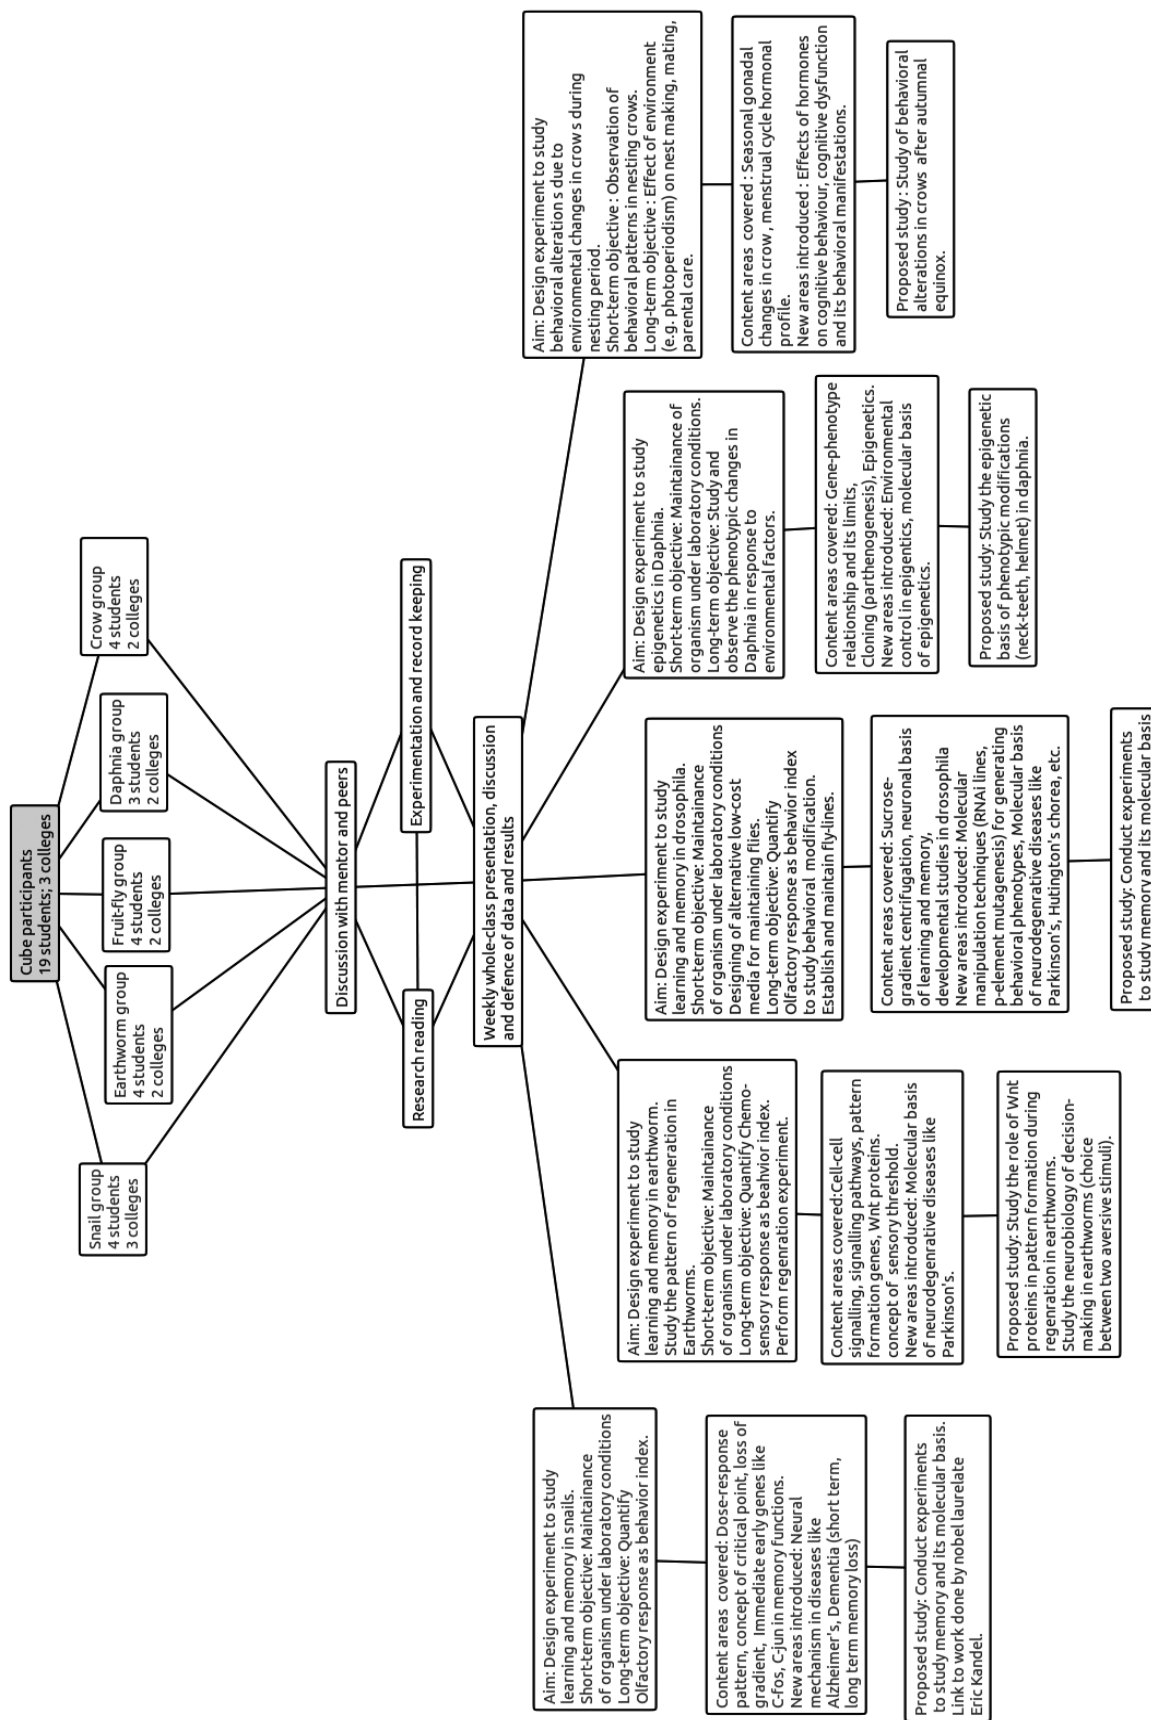 Cube participants
19 students; 3 colleges
Snail group
4 students
3 colleges
Earthworm group
4 students
2 colleges
Fruit-fly group
4 students
2 colleges
Daphnia group
3 students
2 colleges
Crow group
4 students
2 colleges
Discussion with mentor and peers
Research reading
Experimentation and record keeping
Weekly whole-class presentation, discussion
and defence of data and results
Aim: Design experiment to study
learning and memory in snails.
Short-term objective: Maintainance
of organism under laboratory conditions
Long-term objective: Quantify
Olfactory response as behavior index.
Content areas covered: Dose-response
pattern, concept of critical point, loss of
gradient, Immediate early genes like
C-fos, C-jun in memory functions.
New areas introduced: Neural
mechanism in diseases like
Alzheimer's, Dementia (short term,
long term memory loss)
Proposed study: Conduct experiments
to study memory and its molecular basis.
Link to work done by nobel laurelate
Eric Kandel.
Aim: Design experiment to study
learning and memory in earthworm.
Study the pattern of regeneration in
Earthworms.
Short-term objective: Maintainance
of organism under laboratory conditions
Long-term objective: Quantify Chemo-
sensory response as beahvior index.
Perform regenration experiment.
Content areas covered:Cell-cell
signalling, signalling pathways, pattern
formation genes, Wnt proteins.
concept of sensory threshold.
New areas introduced: Molecular basis
of neurodegenrative diseases like
Parkinson's.
Proposed study: Study the role of Wnt
proteins in pattern formation during
regenration in earthworms.
Study the neurobiology of decision-
making in earthworms (choice
between two aversive stimuli).
Aim: Design experiment to study
learning and memory in drosophila.
Short-term objective: Maintainance
of organism under laboratory conditions
Designing of alternative low-cost
media for maintaining flies.
Long-term objective: Quantify
Olfactory response as behavior index
to study behavioral modification.
Establish and maintain fly-lines.
Content areas covered: Sucrose-
gradient centrifugation, neuronal basis
of learning and memory,
developmental studies in drosophila
New areas introduced: Molecular
manipulation techniques (RNAi lines,
p-element mutagenesis) for generating
behavioral phenotypes, Molecular basis
of neurodegenrative diseases like
Parkinson's, Hutington's chorea, etc.
Proposed study: Conduct experiments
to study memory and its molecular basis
Aim: Design experiment to study
epigenetics in Daphnia.
Short-term objective: Maintainance of
organism under laboratory conditions.
Long-term objective: Study and
observe the phenotypic changes in
Daphnia in response to
environmental factors.
Content areas covered: Gene-phenotype
relationship and its limits,
Cloning (parthenogenesis), Epigenetics.
New areas introduced: Environmental
control in epigentics, molecular basis
of epigenetics.
Proposed study: Study the epigenetic
basis of phenotypic modifications
(neck-teeth, helmet) in daphnia.
Aim: Design experiment to study
behavioral alteration s due to
environmental changes in crow s during
nesting period.
Short-term objective : Observation of
behavioral patterns in nesting crows.
Long-term objective : Effect of environment
(e.g. photoperiodism) on nest making, mating,
parental care.
Content areas covered : Seasonal gonadal
changes in crow , menstrual cycle hormonal
profile.
New areas introduced : Effects of hormones
on cognitive behaviour, cognitive dysfunction
and its behavioral manifestations.
Proposed study : Study of behavioral
alterations in crows after autumnal
equinox.